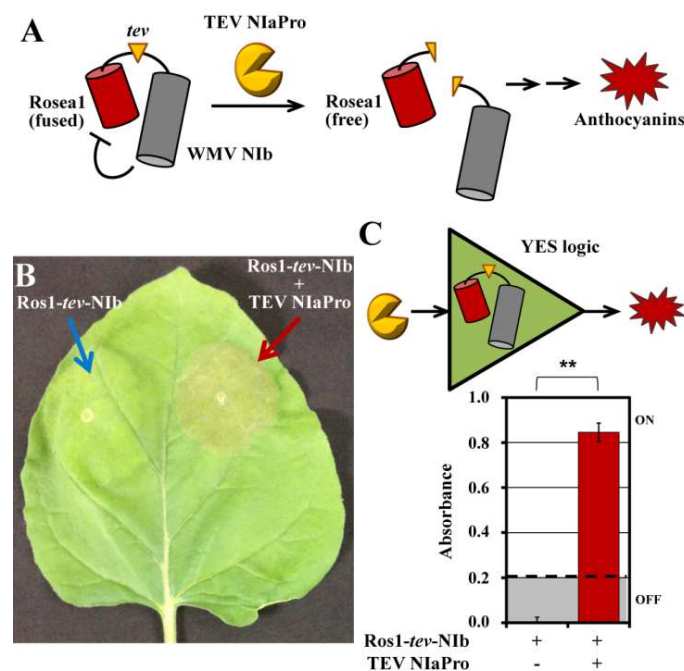 A
tev
TEV NIaPro
Rosea1
(fused)
WMV NIb
Rosea1
(free)
Anthocyanins
B
Ros1-tev-NIb
Ros1-tev-NIb
+
TEV NIaPro
C
YES logic
**
1.0
ON
0.8
0.6
0.4
0.2
OFF
0.0
Absorbance
Ros1-tev-NIb + +
TEV NIaPro - +